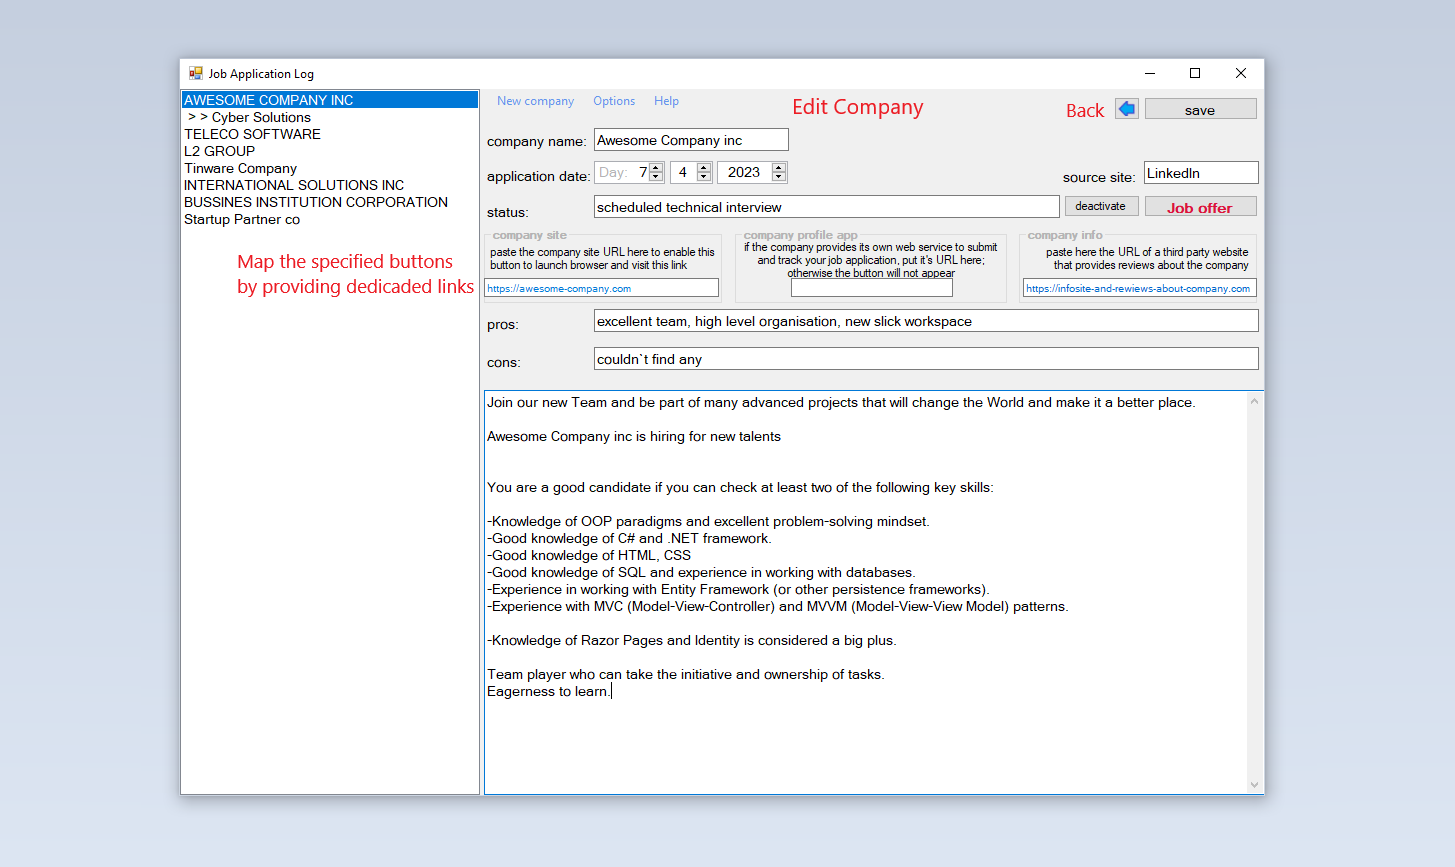 Job Application Log
AWESOME COMPANY INC
> > Cyber Solutions
TELECO SOFTWARE
L2 GROUP
Tinware Company
INTERNATIONAL SOLUTIONS INC
BUSSINES INSTITUTION CORPORATION
Startup Partner co
Map the specified buttons
by providing dedicaded links
New company Options Help
Edit Company
Back
save
company name: Awesome Company inc
application date: Day: 7 4 2023
source site: LinkedIn
status: scheduled technical interview
deactivate
Job offer
company site
paste the company site URL here to enable this
button to launch browser and visit this link
https://awesome-company.com
company profile app
if the company provides its own web service to submit
and track your job application, put it's URL here;
otherwise the button will not appear
company info
paste here the URL of a third party website
that provides reviews about the company
https://infosite-and-rewiews-about-company.com
pros: excellent team, high level organisation, new slick workspace
cons: couldn`t find any
Join our new Team and be part of many advanced projects that will change the World and make it a better place.
Awesome Company inc is hiring for new talents
You are a good candidate if you can check at least two of the following key skills:
-Knowledge of OOP paradigms and excellent problem-solving mindset.
-Good knowledge of C# and .NET framework.
-Good knowledge of HTML, CSS
-Good knowledge of SQL and experience in working with databases.
-Experience in working with Entity Framework (or other persistence frameworks).
-Experience with MVC (Model-View-Controller) and MVVM (Model-View-View Model) patterns.
-Knowledge of Razor Pages and Identity is considered a big plus.
Team player who can take the initiative and ownership of tasks.
Eagerness to learn.